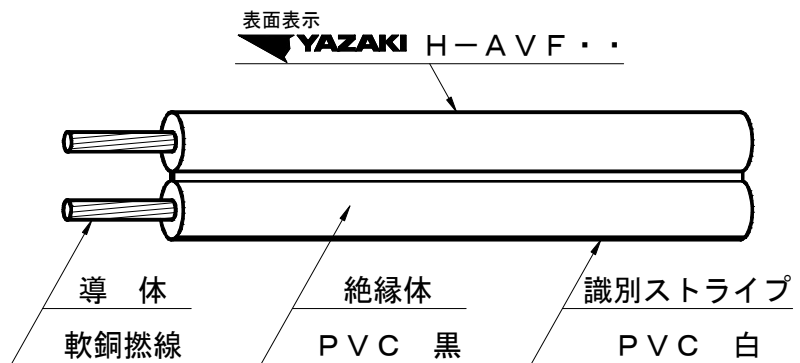 表面表示
YAZAKI H－AVF・・
導 体
軟銅撚線
絶縁体
PVC 黒
識別ストライプ
PVC 白